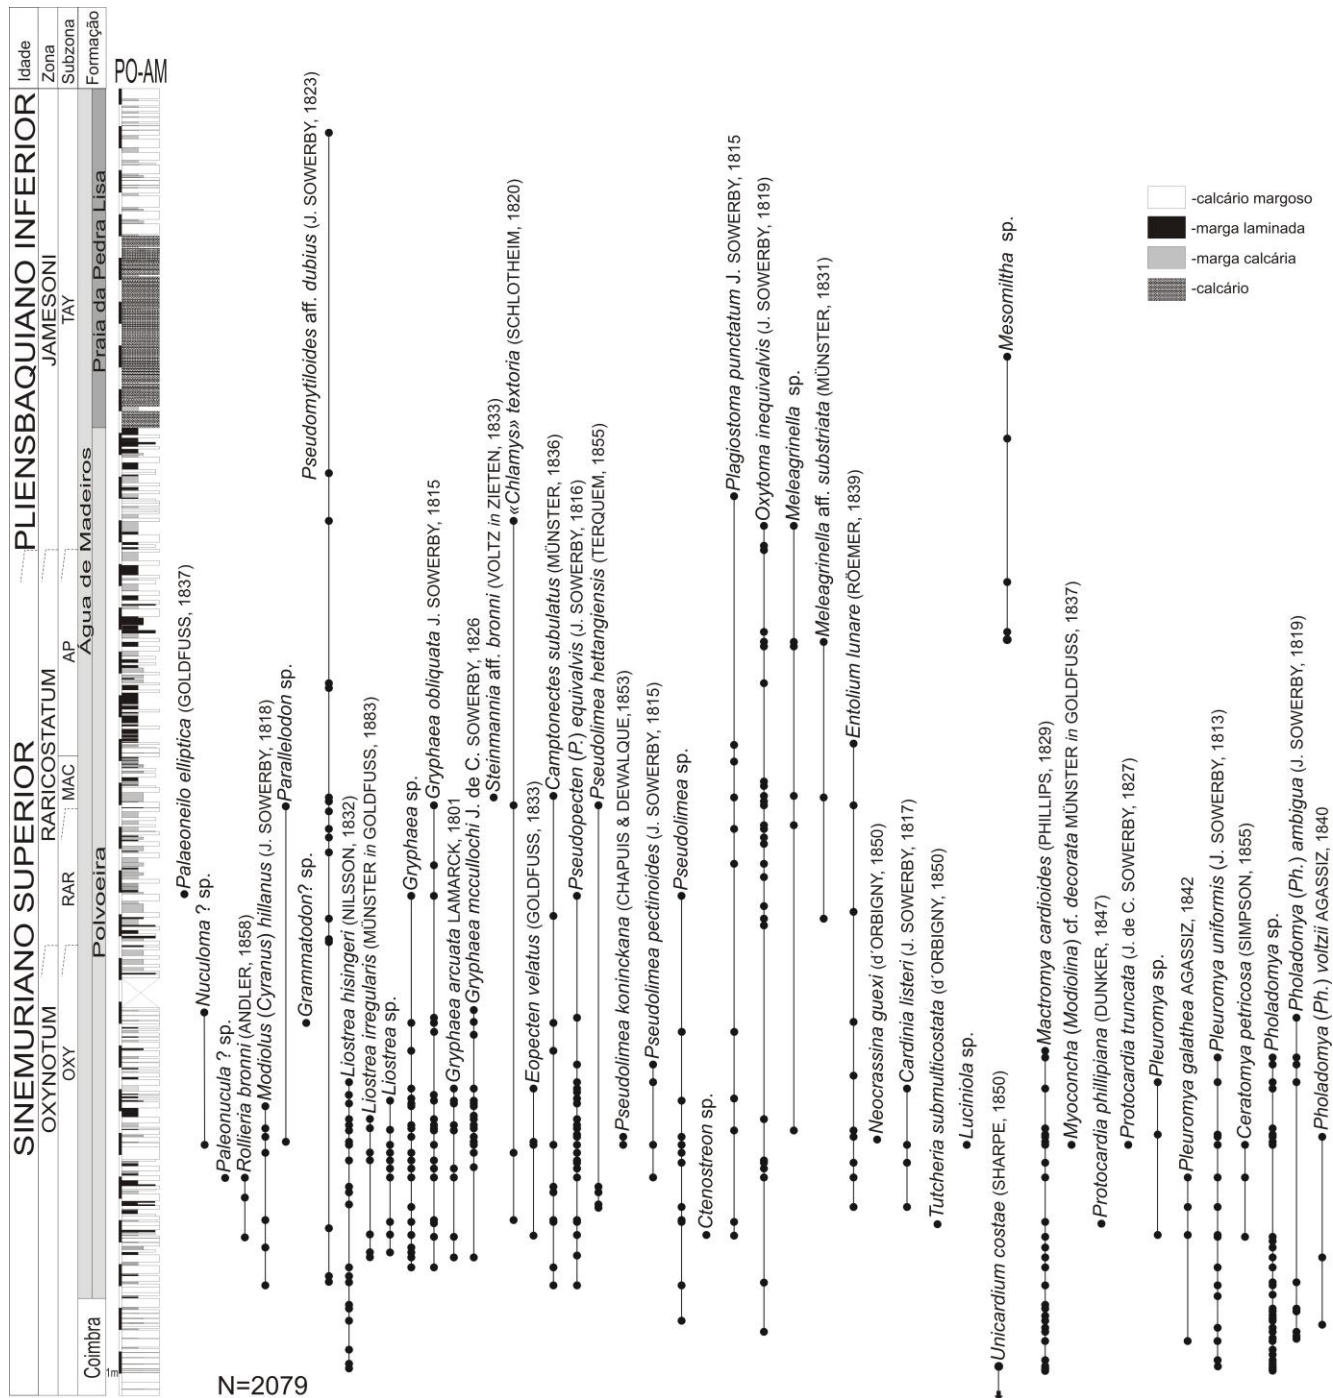 Idade
Zona
Subzona
Formação
PO-AM
PLIENSBAQUIANO INFERIOR
JAMESONI
TAY
Praia da Pedra Lisa
SINEMURIANO SUPERIOR
RARICOSTATUM
AP
MAC
RAR
OXYNOTUM
OXY
Água de Madeiros
Polvoeira
Coimbra
1m
N=2079
Palaeoneilo elliptica (GOLDFUSS, 1837)
Nuculoma ? sp.
Paleonucula ? sp.
Rollieria bronni (ANDLER, 1858)
Modiolus (Cyranus) hillanus (J. SOWERBY, 1818)
Parallelodon sp.
Grammatodon? sp.
Pseudomytiloides aff. dubius (J. SOWERBY, 1823)
Liostrea hisingeri (NILSSON, 1832)
Liostrea irregularis (MÜNSTER in GOLDFUSS, 1883)
Liostrea sp.
Gryphaea sp.
Gryphaea obliquata J. SOWERBY, 1815
Gryphaea arcuata LAMARCK, 1801
Gryphaea mccullochi J. de C. SOWERBY, 1826
Steinmannia aff. bronni (VOLTZ in ZIETEN, 1833)
«Chlamys» textoria (SCHLOTHEIM, 1820)
Eopecten velatus (GOLDFUSS, 1833)
Camptonectes subulatus (MÜNSTER, 1836)
Pseudopecten (P.) equivalvis (J. SOWERBY, 1816)
Pseudolimea hettangiensis (TERQUEM, 1855)
Pseudolimea koninckana (CHAPUIS & DEWALQUE,1853)
Pseudolimea pectinoides (J. SOWERBY, 1815)
Pseudolimea sp.
Ctenostreon sp.
Plagiostoma punctatum J. SOWERBY, 1815
Oxytoma inequivalvis (J. SOWERBY, 1819)
Meleagrinella sp.
Meleagrinella aff. substriata (MÜNSTER, 1831)
Entolium lunare (RÖEMER, 1839)
Neocrassina guexi (d'ORBIGNY, 1850)
Cardinia listeri (J. SOWERBY, 1817)
Tutcheria submulticostata (d'ORBIGNY, 1850)
Luciniola sp.
Unicardium costae (SHARPE, 1850)
Mesomiltha sp.
Mactromya cardioides (PHILLIPS, 1829)
Myoconcha (Modiolina) cf. decorata MÜNSTER in GOLDFUSS, 1837)
Protocardia phillipiana (DUNKER, 1847)
Protocardia truncata (J. de C. SOWERBY, 1827)
Pleuromya sp.
Pleuromya galathea AGASSIZ, 1842
Pleuromya uniformis (J. SOWERBY, 1813)
Ceratomya petricosa (SIMPSON, 1855)
Pholadomya sp.
Pholadomya (Ph.) ambigua (J. SOWERBY, 1819)
Pholadomya (Ph.) voltzii AGASSIZ, 1840
-calcário margoso
-marga laminada
-marga calcária
-calcário